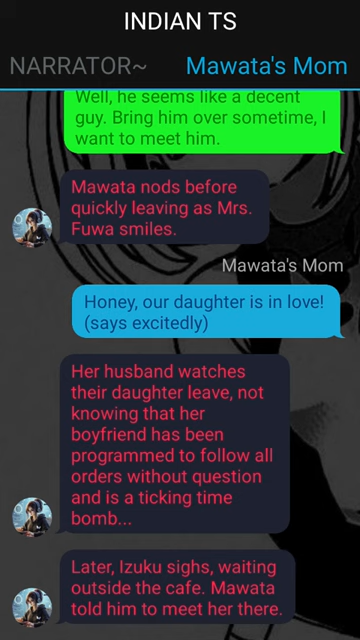 INDIAN TS
NARRATOR~ Mawata's Mom
Well, he seems like a decent
guy. Bring him over sometime, I
want to meet him.
Mawata nods before
quickly leaving as Mrs.
Fuwa smiles.
Mawata's Mom
Honey, our daughter is in love!
(says excitedly)
Her husband watches
their daughter leave, not
knowing that her
boyfriend has been
programmed to follow all
orders without question
and is a ticking time
bomb...
Later, Izuku sighs, waiting
outside the cafe. Mawata
told him to meet her there.